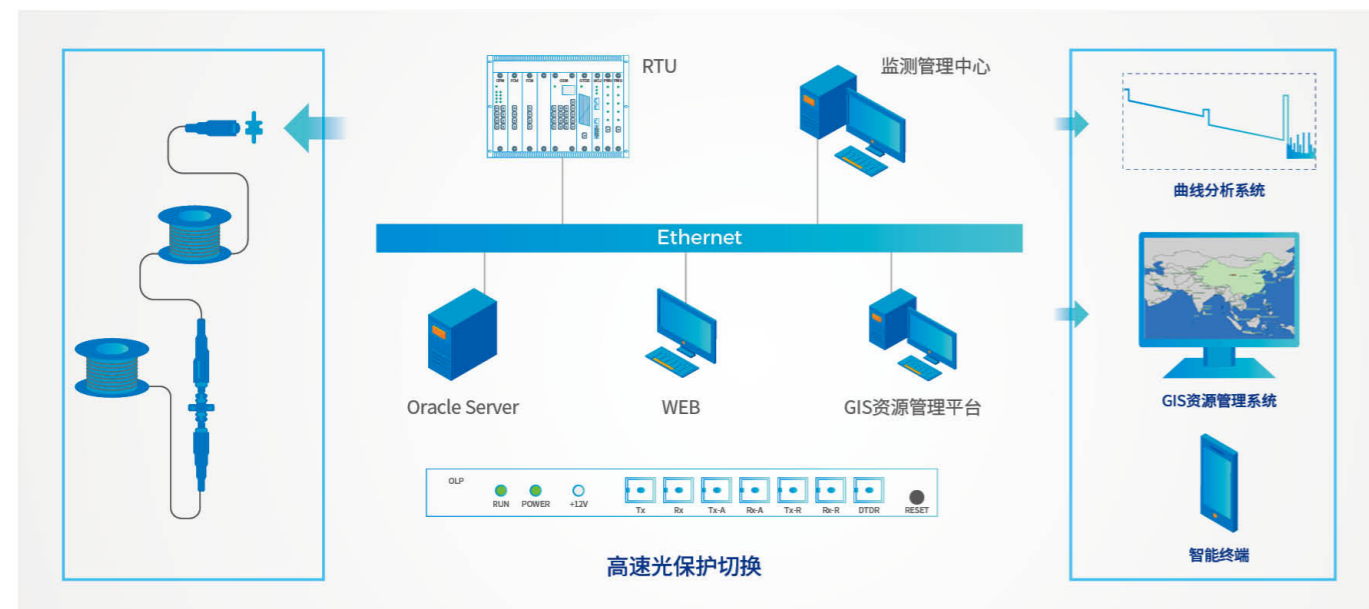 RTU
监测管理中心
Ethernet
Oracle Server
WEB
GIS资源管理平台
OLP
RUN
POWER
+12V
Tx
Rx
Tx-A
Rx-A
Tx-R
Rx-R
DTDR
RESET
高速光保护切换
曲线分析系统
GIS资源管理系统
智能终端